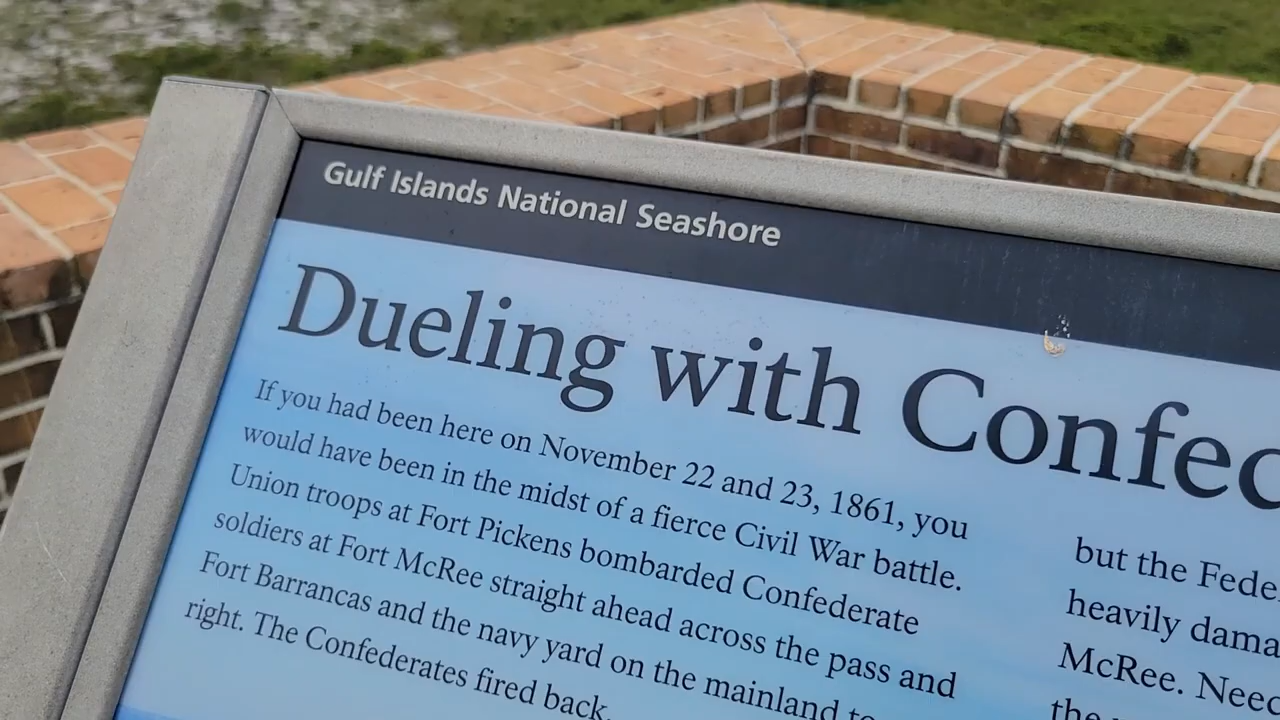 Gulf Islands National Seashore
Dueling with Confec
If you had been here on November 22 and 23, 1861, you
would have been in the midst of a fierce Civil War battle.
Union troops at Fort Pickens bombarded Confederate
soldiers at Fort McRee straight ahead across the pass and
Fort Barrancas and the navy yard on the mainland to
right. The Confederates fired back.
but the Fede
heavily dama
McRee. Need
the